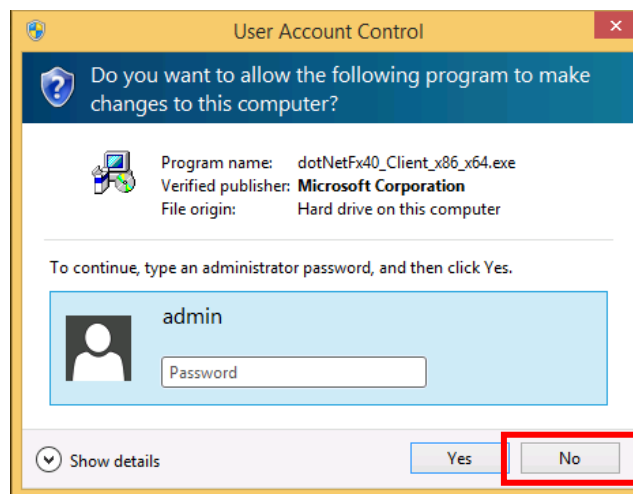 User Account Control
Do you want to allow the following program to make
changes to this computer?
Program name: dotNetFx40_Client_x86_x64.exe
Verified publisher: Microsoft Corporation
File origin: Hard drive on this computer
To continue, type an administrator password, and then click Yes.
admin
Password
Show details Yes No